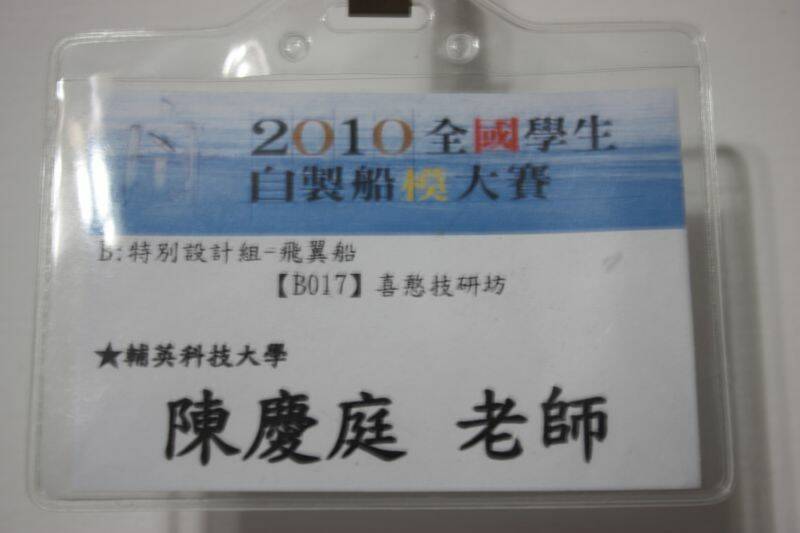 2010全國學生
自製船模大賽
B:特別設計組-飛翼船
【B017】喜憨技研坊
★輔英科技大學
陳慶庭 老師